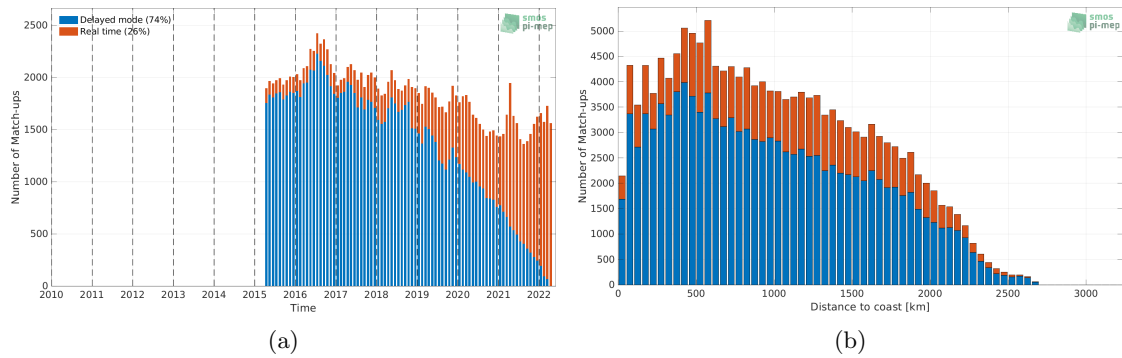 Delayed mode (74%)
Real time (26%)
smos
pi-mep
2500
2000
1500
1000
500
0
Number of Match-ups
2010 2011 2012 2013 2014 2015 2016 2017 2018 2019 2020 2021 2022
Time
(a)
smos
pi-mep
5000
4500
4000
3500
3000
2500
2000
1500
1000
500
0
Number of Match-ups
0 500 1000 1500 2000 2500 3000
Distance to coast [km]
(b)